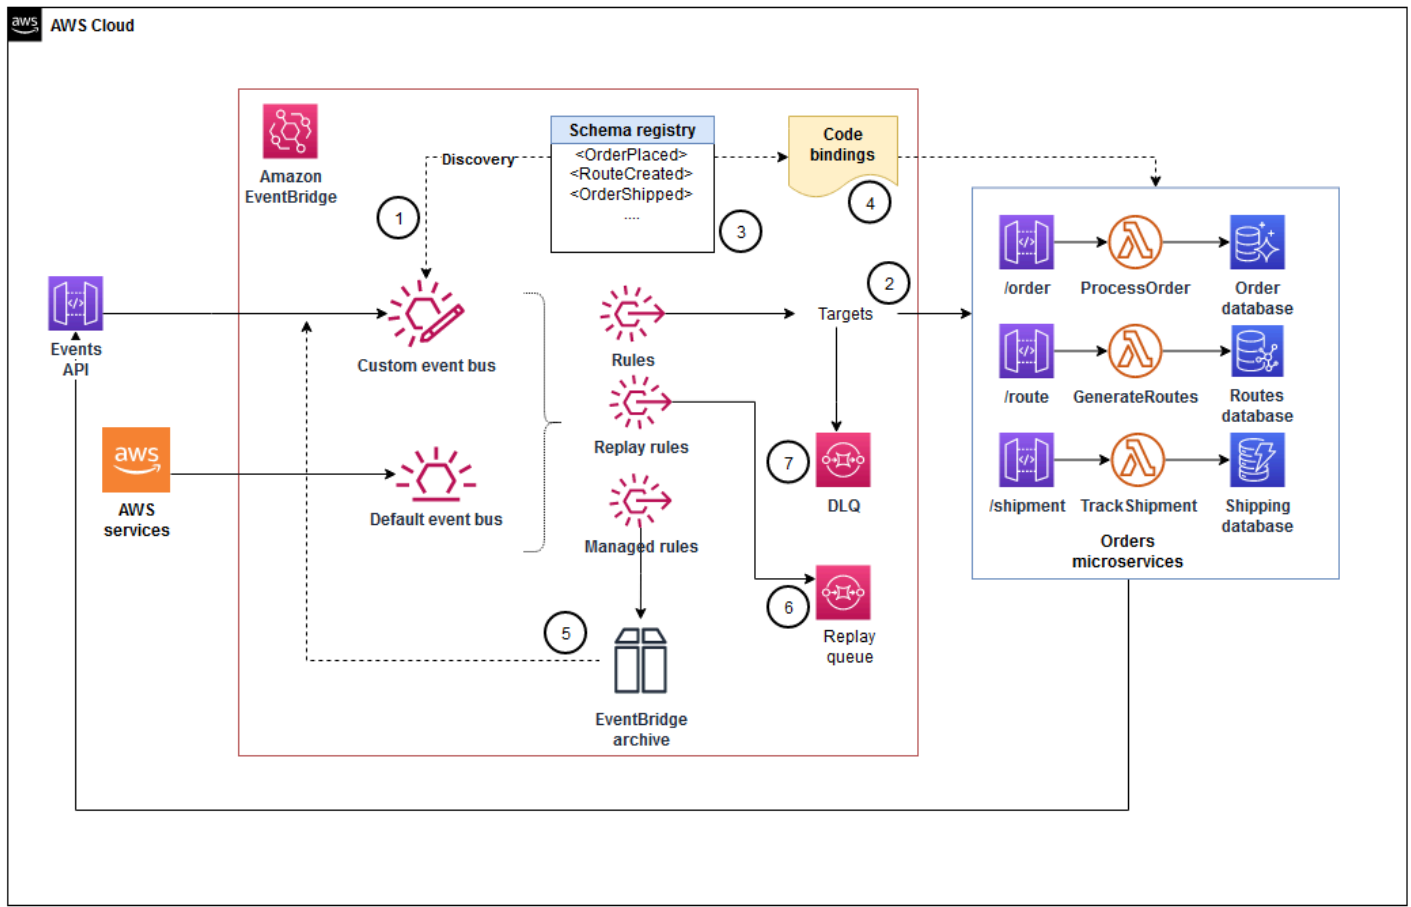 aws
AWS Cloud
Amazon
EventBridge
Schema registry
<OrderPlaced>
<RouteCreated>
<OrderShipped>
....
Discovery
Code
bindings
1
3
4
2
Events
API
Custom event bus
Rules
Targets
/order
ProcessOrder
Order
database
/route
GenerateRoutes
Routes
database
/shipment
TrackShipment
Shipping
database
Orders
microservices
aws
AWS
services
Default event bus
Replay rules
Managed rules
7
DLQ
6
Replay
queue
5
EventBridge
archive